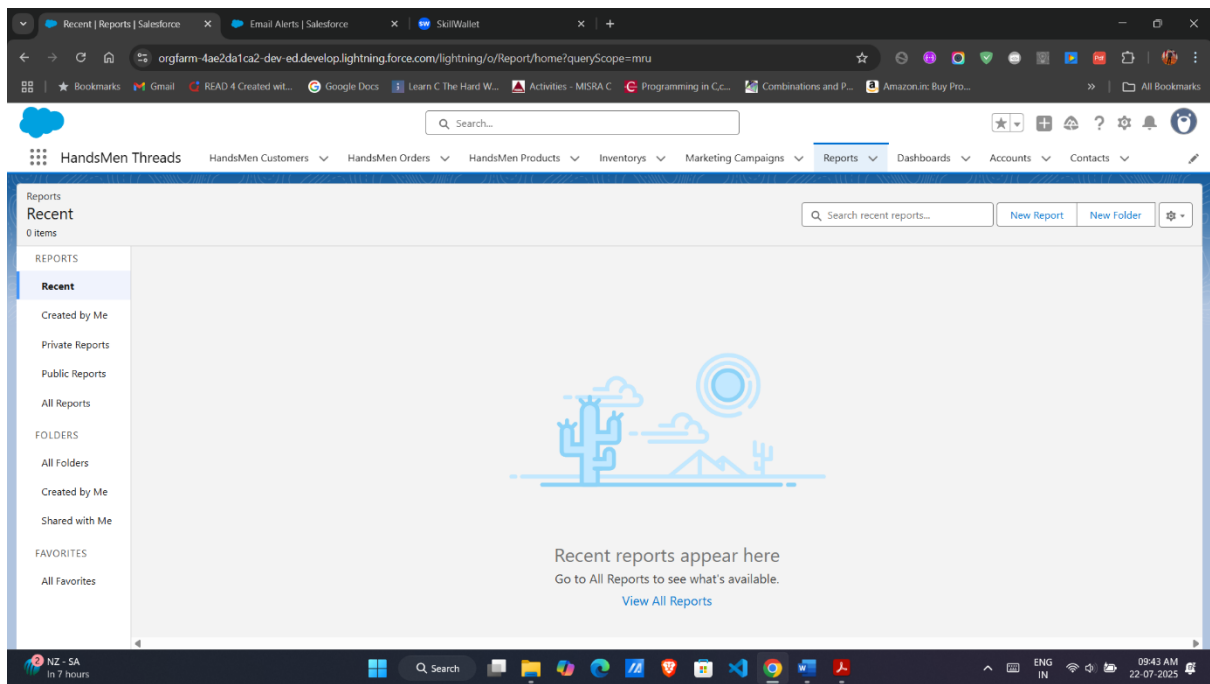 Recent | Reports | Salesforce
Email Alerts | Salesforce
SkillWallet
orgfarm-4ae2da1ca2-dev-ed.develop.lightning.force.com/lightning/o/Report/home?queryScope=mru
Bookmarks
Gmail
READ 4 Created wit...
Google Docs
Learn C The Hard W...
Activities - MISRA C
Programming in C,c...
Combinations and P...
Amazon.in: Buy Pro...
All Bookmarks
Search...
HandsMen Threads
HandsMen Customers
HandsMen Orders
HandsMen Products
Inventorys
Marketing Campaigns
Reports
Dashboards
Accounts
Contacts
Reports
Recent
0 items
Search recent reports...
New Report
New Folder
REPORTS
Recent
Created by Me
Private Reports
Public Reports
All Reports
FOLDERS
All Folders
Created by Me
Shared with Me
FAVORITES
All Favorites
Recent reports appear here
Go to All Reports to see what's available.
View All Reports
2
NZ - SA
In 7 hours
Search
ENG
IN
09:43 AM
22-07-2025